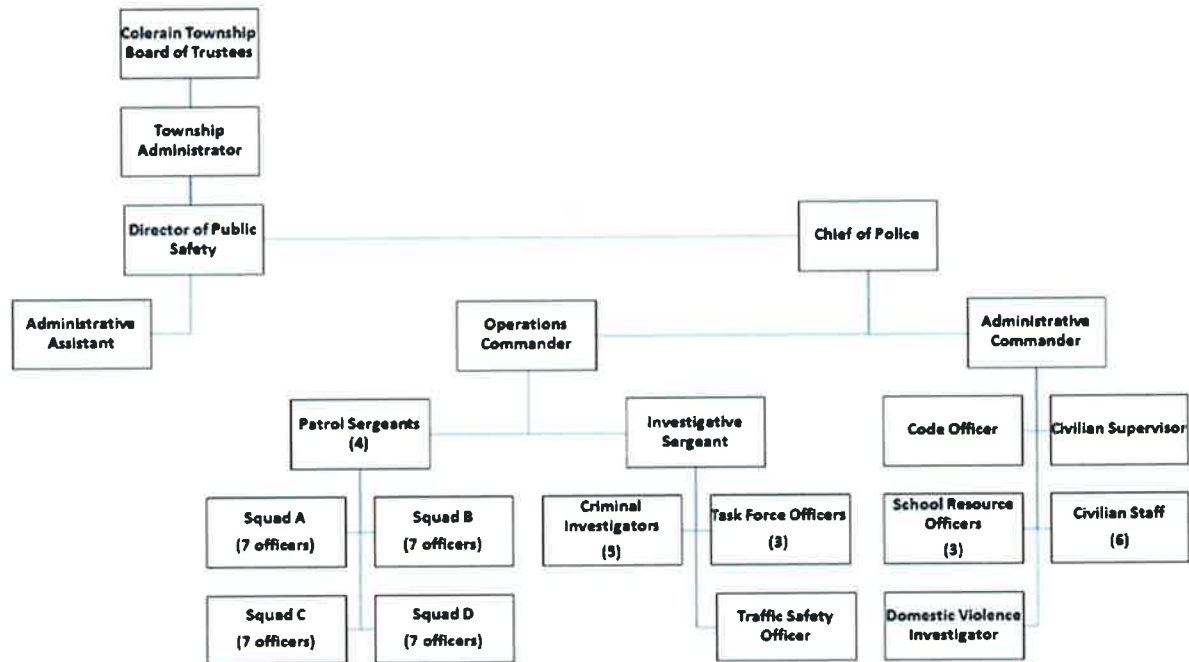 Colerain Township
Board of Trustees
Township
Administrator
Director of Public
Safety
Chief of Police
Administrative
Assistant
Operations
Commander
Administrative
Commander
Patrol Sergeants
(4)
Investigative
Sergeant
Code Officer
Civilian Supervisor
Squad A
(7 officers)
Squad B
(7 officers)
Criminal
Investigators
(5)
Task Force Officers
(3)
School Resource
Officers
(3)
Civilian Staff
(6)
Squad C
(7 officers)
Squad D
(7 officers)
Traffic Safety
Officer
Domestic Violence
Investigator